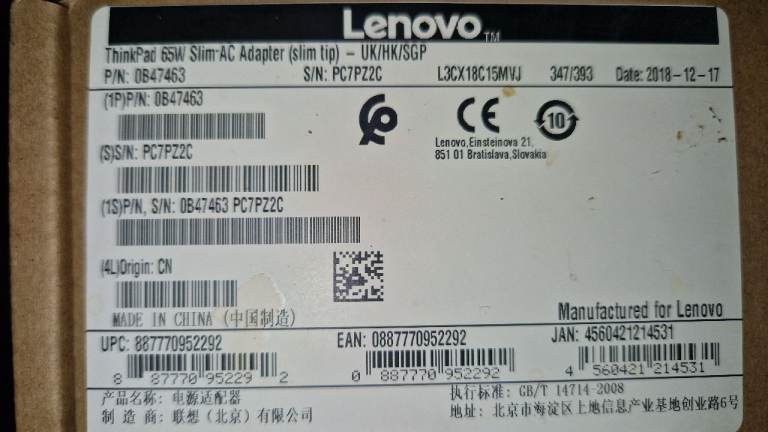 Lenovo TM
ThinkPad 65W Slim-AC Adapter (slim tip) – UK/HK/SGP
P/N: 0B47463 S/N: PC7PZ2C L3CX18C15MVJ 347/393 Date: 2018-12-17
(1P)P/N: 0B47463
(S)S/N: PC7PZ2C
CE 10
Lenovo,Einsteinova 21,
851 01 Bratislava,Slovakia
(1S)P/N, S/N: 0B47463 PC7PZ2C
(4L)Origin: CN
MADE IN CHINA (中国制造)
Manufactured for Lenovo
UPC: 887770952292 EAN: 0887770952292 JAN: 4560421214531
8 87770 95229 2 0 887770 952292 4 560421 214531
产品名称: 电源适配器 执行标准: GB/T 14714-2008
制 造 商: 联想（北京）有限公司 地址: 北京市海淀区上地信息产业基地创业路6号